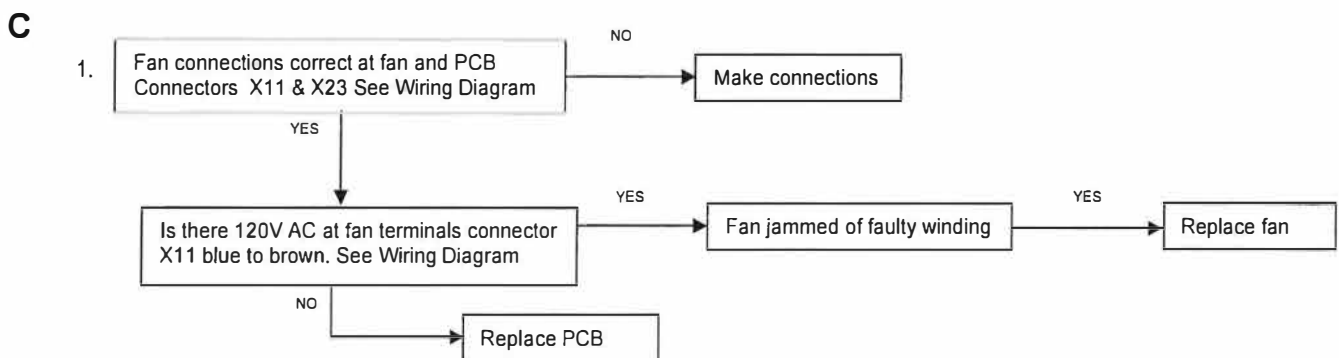 C
1.
Fan connections correct at fan and PCB
Connectors X11 & X23 See Wiring Diagram
NO
Make connections
YES
Is there 120V AC at fan terminals connector
X11 blue to brown. See Wiring Diagram
YES
Fan jammed of faulty winding
YES
Replace fan
NO
Replace PCB